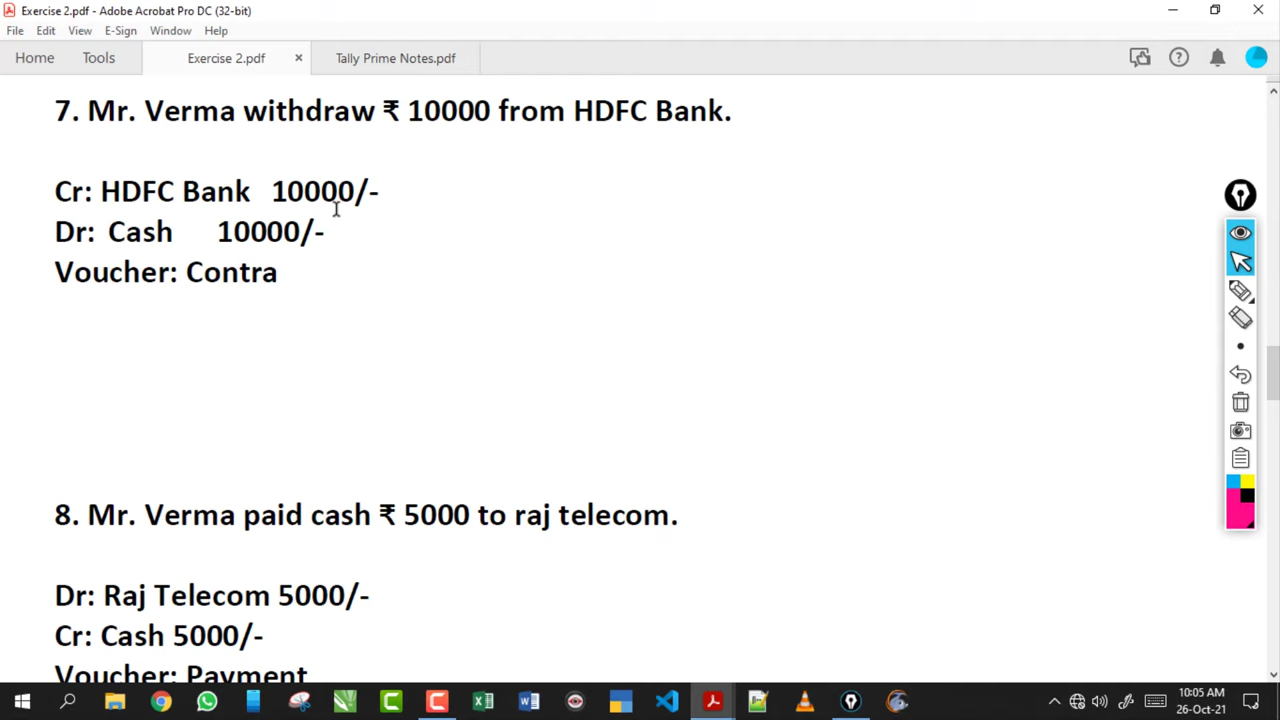 Exercise 2.pdf - Adobe Acrobat Pro DC (32-bit)
File Edit View E-Sign Window Help
Home Tools Exercise 2.pdf × Tally Prime Notes.pdf
7. Mr. Verma withdraw ₹ 10000 from HDFC Bank.
Cr: HDFC Bank 10000/-
Dr: Cash 10000/-
Voucher: Contra
8. Mr. Verma paid cash ₹ 5000 to raj telecom.
Dr: Raj Telecom 5000/-
Cr: Cash 5000/-
Voucher: Payment
10:05 AM
26-Oct-21